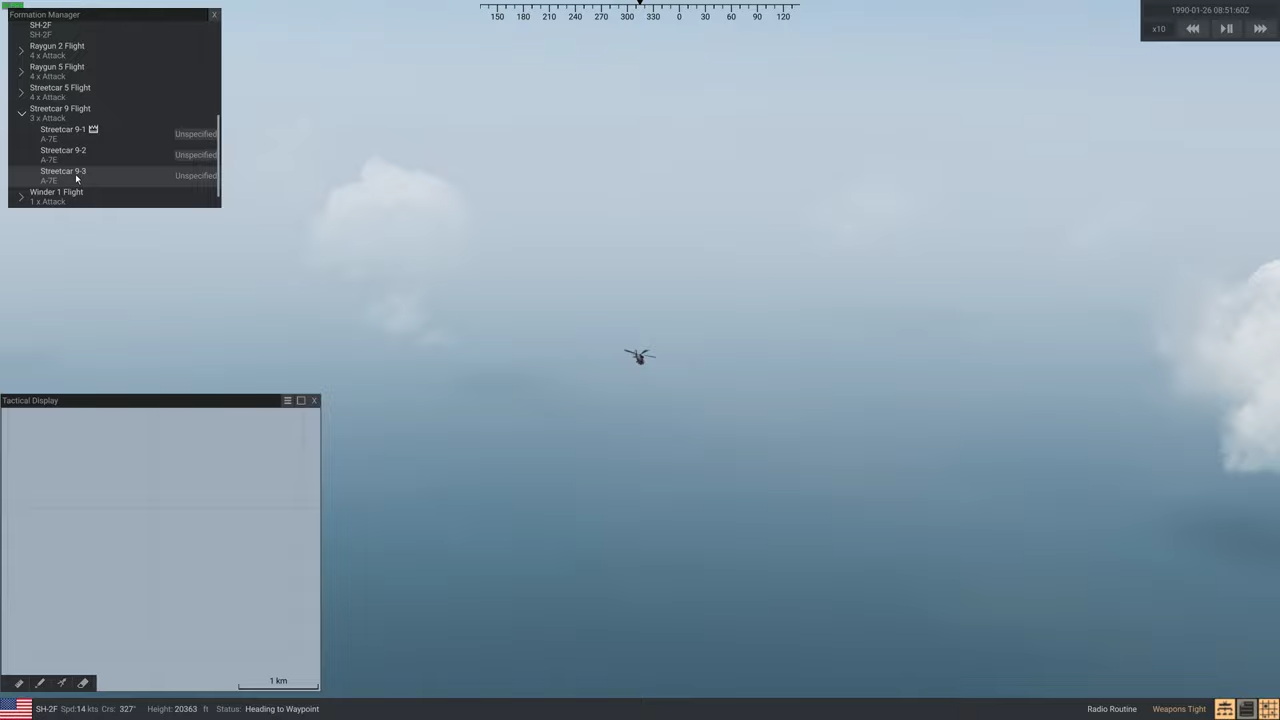 Formation Manager X
SH-2F
SH-2F
Raygun 2 Flight
4 x Attack
Raygun 5 Flight
4 x Attack
Streetcar 5 Flight
4 x Attack
Streetcar 9 Flight
3 x Attack
Streetcar 9-1
A-7E
Unspecified
Streetcar 9-2
A-7E
Unspecified
Streetcar 9-3
A-7E
Unspecified
Winder 1 Flight
1 x Attack
150 180 210 240 270 300 330 0 30 60 90 120
1990-01-26 08:51:60Z
x10
Tactical Display X
1 km
SH-2F Spd:14 kts Crs: 327° Height: 20363 ft Status: Heading to Waypoint
Radio Routine Weapons Tight